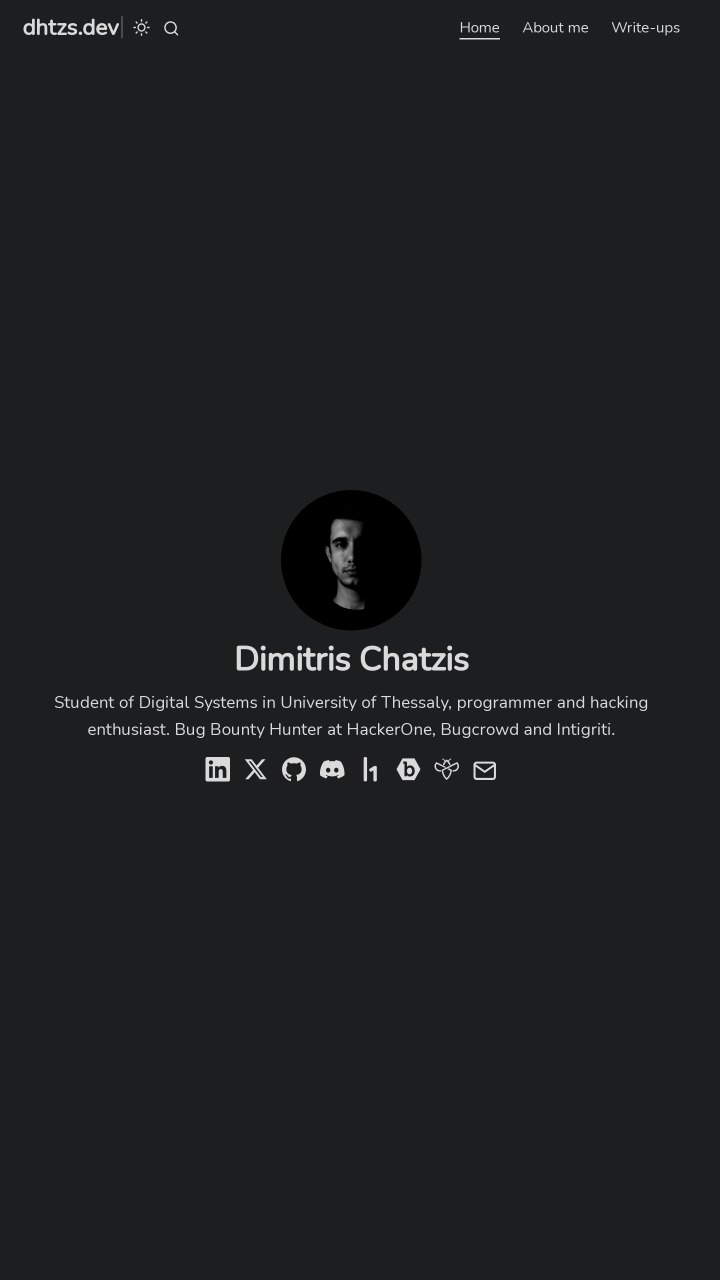 dhtzs.dev
Home About me Write-ups
Dimitris Chatzis
Student of Digital Systems in University of Thessaly, programmer and hacking
enthusiast. Bug Bounty Hunter at HackerOne, Bugcrowd and Intigriti.